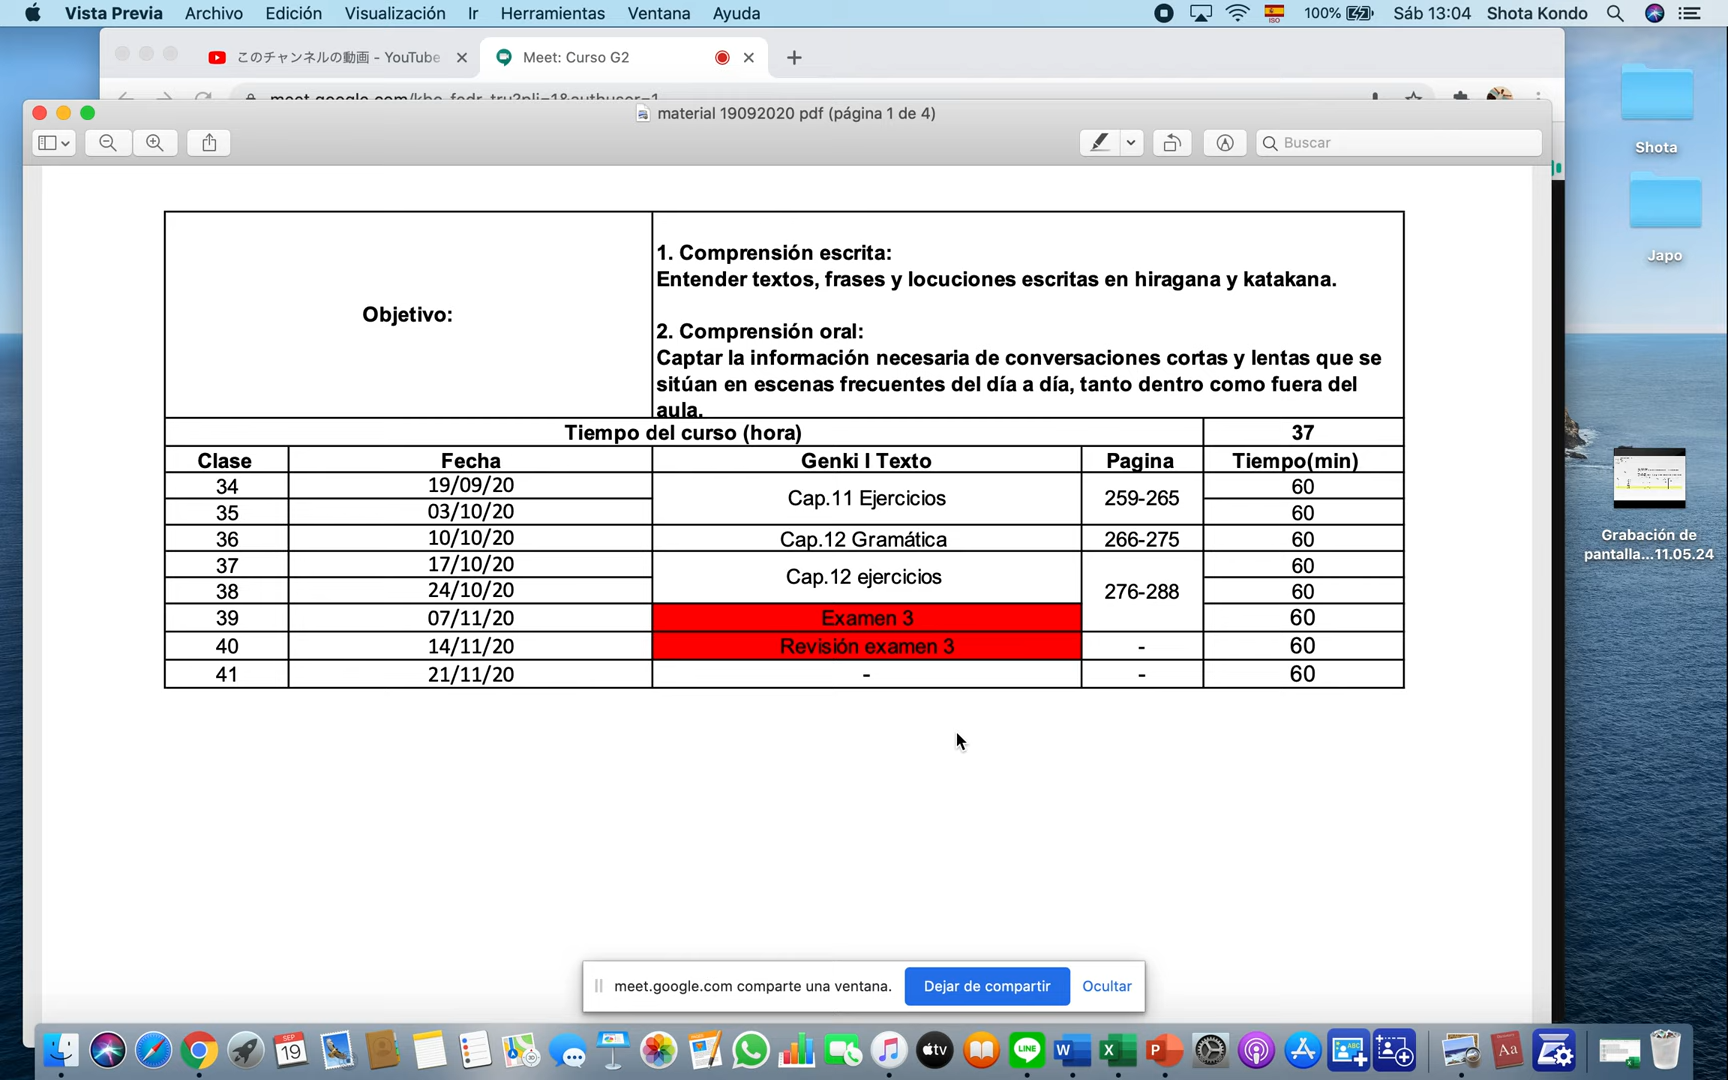 Vista Previa Archivo Edición Visualización Ir Herramientas Ventana Ayuda
ISO 100% Sáb 13:04 Shota Kondo
このチャンネルの動画 - YouTube
Meet: Curso G2
material 19092020 pdf (página 1 de 4)
Buscar
Shota
Japo
Objetivo:
1. Comprensión escrita:
Entender textos, frases y locuciones escritas en hiragana y katakana.
2. Comprensión oral:
Captar la información necesaria de conversaciones cortas y lentas que se
sitúan en escenas frecuentes del día a día, tanto dentro como fuera del
aula.
Tiempo del curso (hora) 37
Clase Fecha Genki I Texto Pagina Tiempo(min)
34 19/09/20 Cap.11 Ejercicios 259-265 60
35 03/10/20 60
36 10/10/20 Cap.12 Gramática 266-275 60
37 17/10/20 Cap.12 ejercicios 276-288 60
38 24/10/20 60
39 07/11/20 Examen 3 60
40 14/11/20 Revisión examen 3 - 60
41 21/11/20 - - 60
Grabación de
pantalla...11.05.24
meet.google.com comparte una ventana.
Dejar de compartir
Ocultar
SEP
19
tv
LINE
W
X
P
ABC
Aa